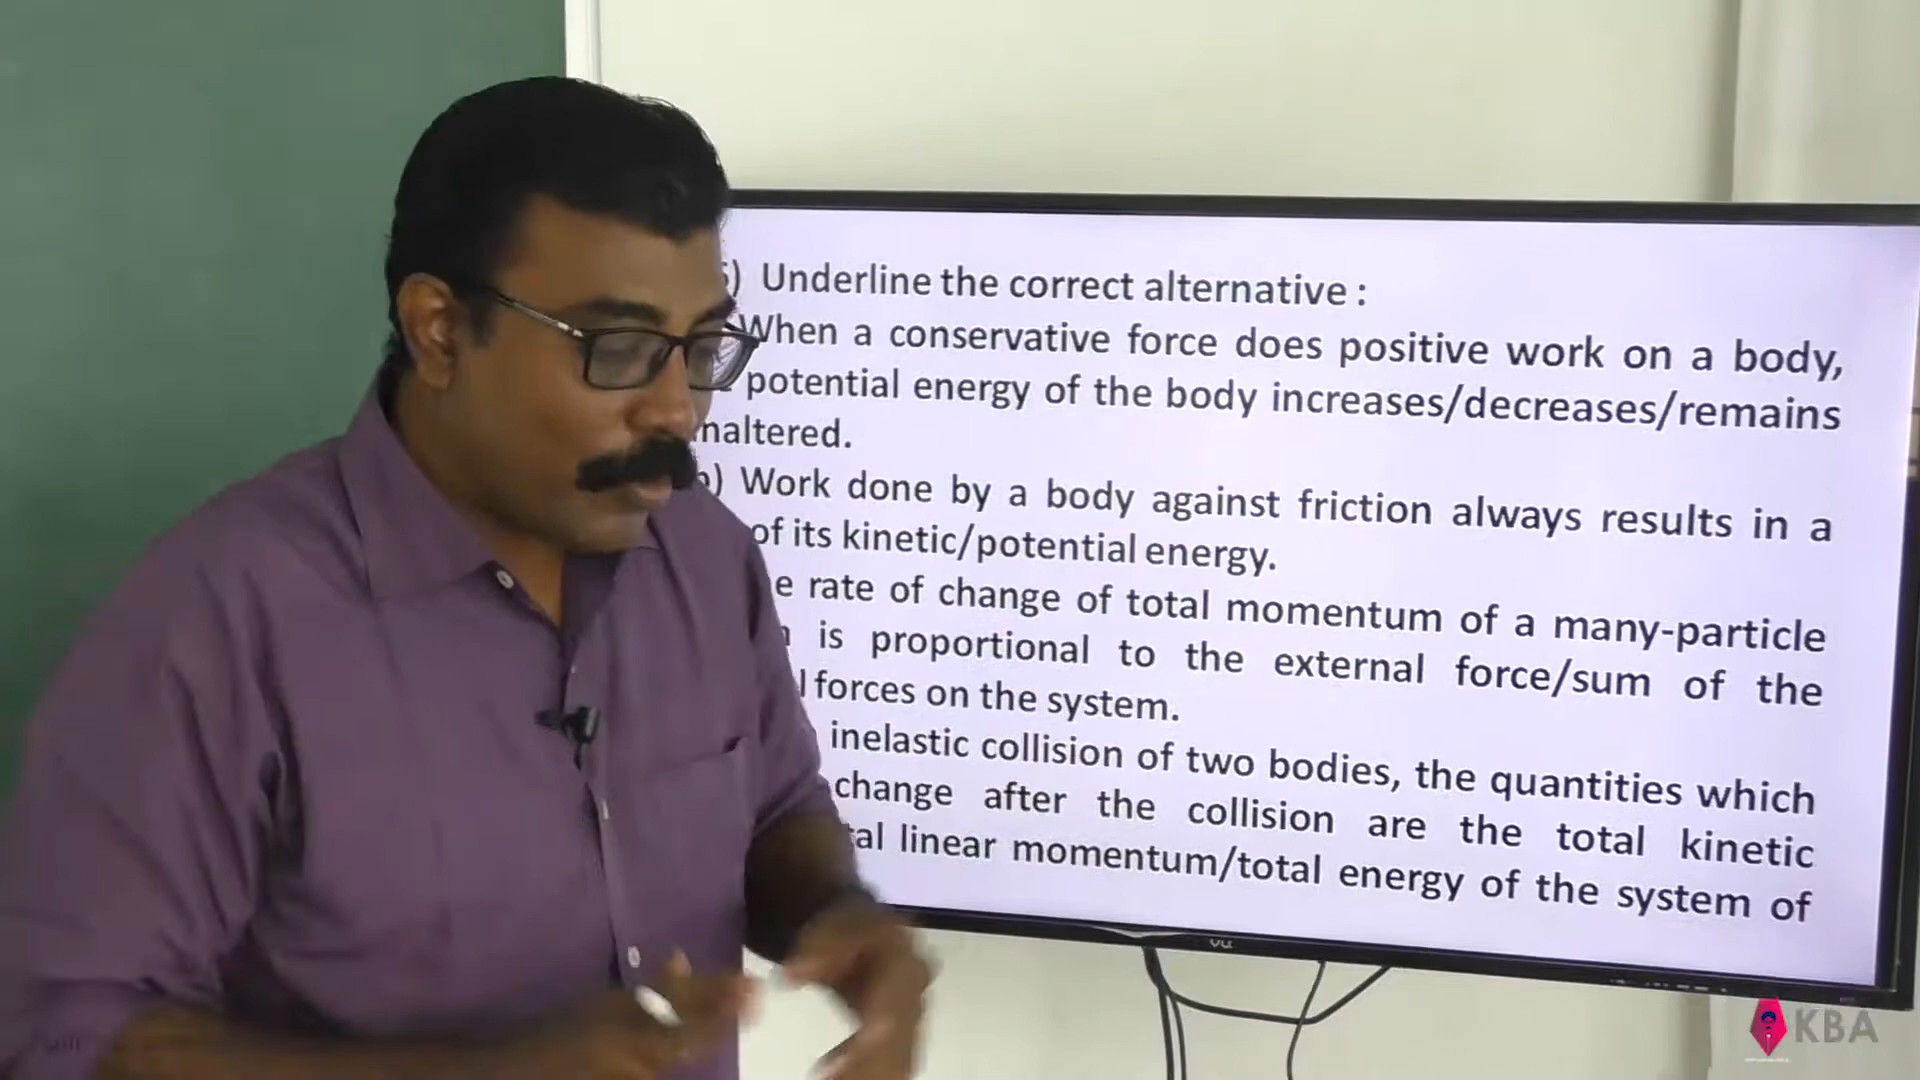 ) Underline the correct alternative :
When a conservative force does positive work on a body,
potential energy of the body increases/decreases/remains
naltered.
) Work done by a body against friction always results in a
of its kinetic/potential energy.
e rate of change of total momentum of a many-particle
is proportional to the external force/sum of the
l forces on the system.
inelastic collision of two bodies, the quantities which
change after the collision are the total kinetic
tal linear momentum/total energy of the system of
VU
KBA